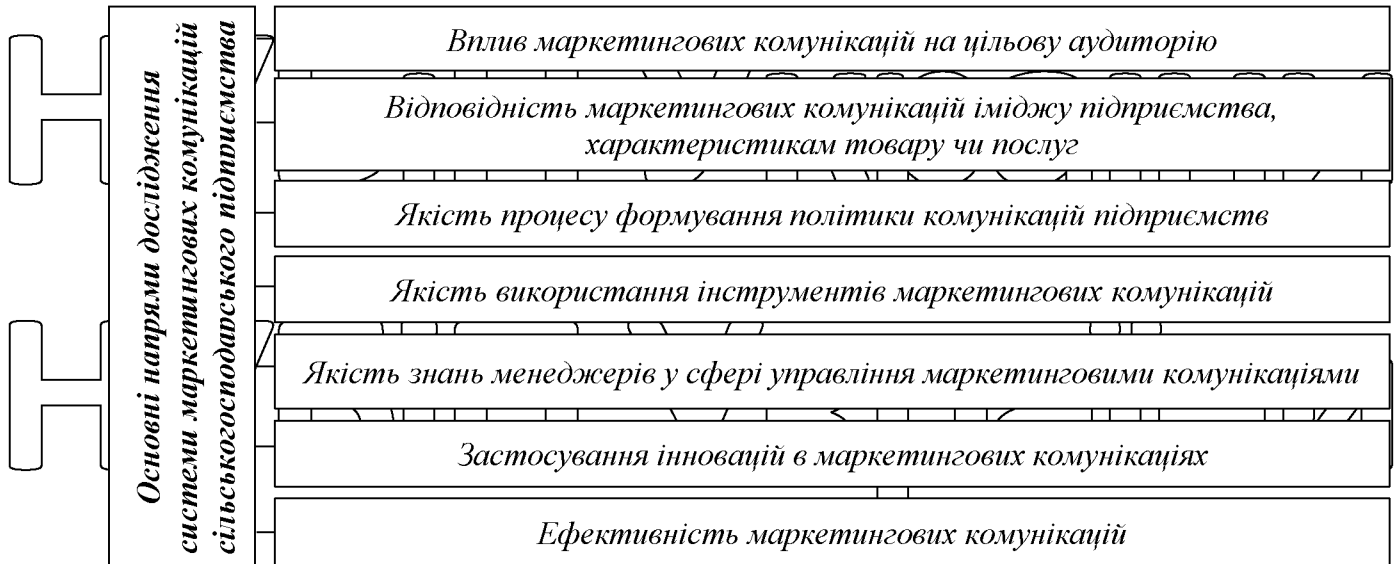 Основні напрями дослідження
системи маркетингових комунікацій
сільськогосподарського підприємства
Вплив маркетингових комунікацій на цільову аудиторію
Відповідність маркетингових комунікацій іміджу підприємства,
характеристикам товару чи послуг
Якість процесу формування політики комунікацій підприємств
Якість використання інструментів маркетингових комунікацій
Якість знань менеджерів у сфері управління маркетинговими комунікаціями
Застосування інновацій в маркетингових комунікаціях
Ефективність маркетингових комунікацій